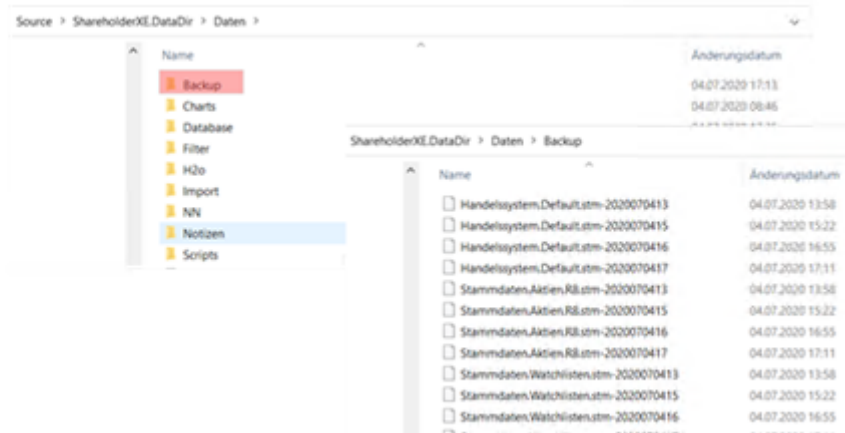 Source > ShareholderXE.DataDir > Daten >
Name Änderungsdatum
Backup 04.07.2020 17:13
Charts 04.07.2020 08:46
Database
Filter
H2o
Import
NN
Notizen
Scripts
ShareholderXE.DataDir > Daten > Backup
Name Änderungsdatum
Handelssystem.Default.stm-2020070413 04.07.2020 13:58
Handelssystem.Default.stm-2020070415 04.07.2020 15:22
Handelssystem.Default.stm-2020070416 04.07.2020 16:55
Handelssystem.Default.stm-2020070417 04.07.2020 17:11
Stammdaten.Aktien.R8.stm-2020070413 04.07.2020 13:58
Stammdaten.Aktien.R8.stm-2020070415 04.07.2020 15:22
Stammdaten.Aktien.R8.stm-2020070416 04.07.2020 16:55
Stammdaten.Aktien.R8.stm-2020070417 04.07.2020 17:11
Stammdaten.Watchlisten.stm-2020070413 04.07.2020 13:58
Stammdaten.Watchlisten.stm-2020070415 04.07.2020 15:22
Stammdaten.Watchlisten.stm-2020070416 04.07.2020 16:55